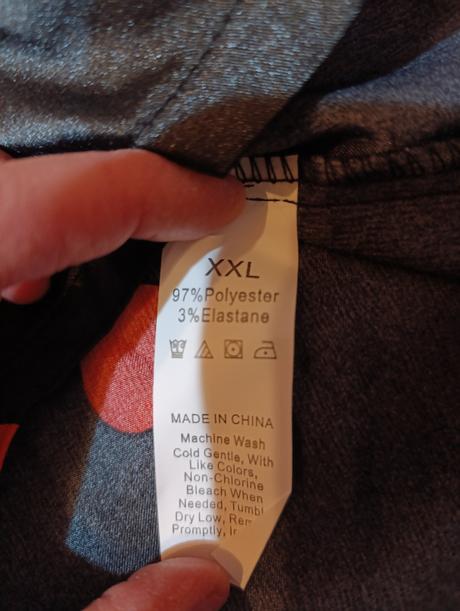 XXL
97%Polyester
3%Elastane
MADE IN CHINA
Machine Wash
Cold Gentle, With
Like Colors,
Non-Chlorine
Bleach When
Needed,
Dry Low,
Promptly,